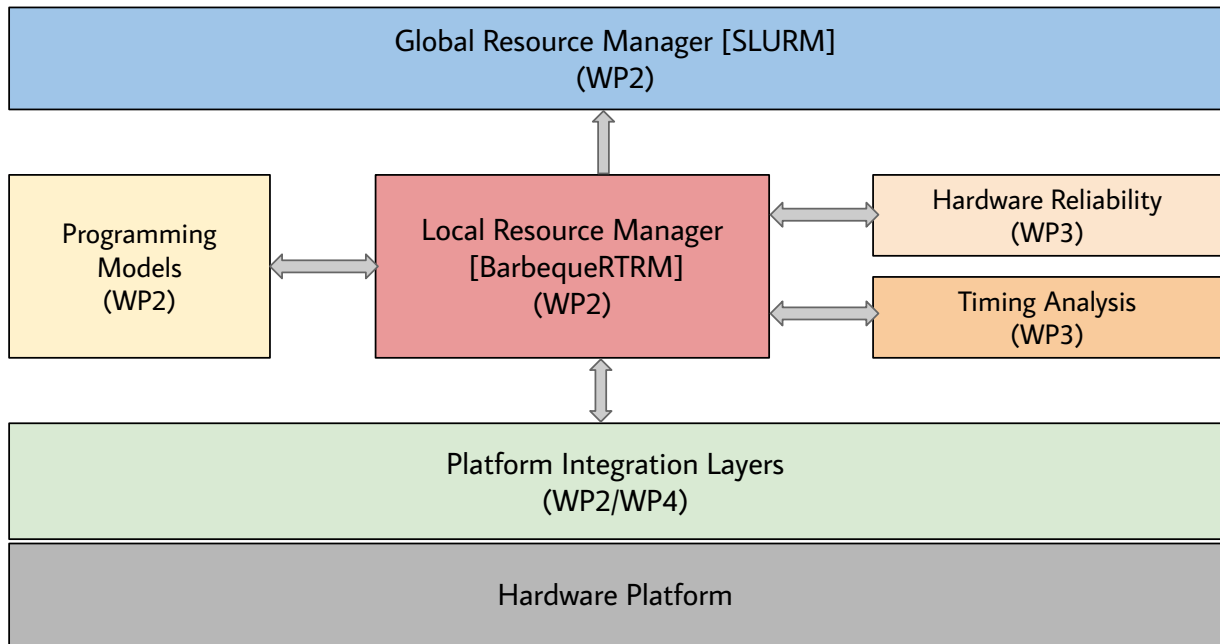 Global Resource Manager [SLURM]
(WP2)
Programming
Models
(WP2)
Local Resource Manager
[BarbequeRTRM]
(WP2)
Hardware Reliability
(WP3)
Timing Analysis
(WP3)
Platform Integration Layers
(WP2/WP4)
Hardware Platform